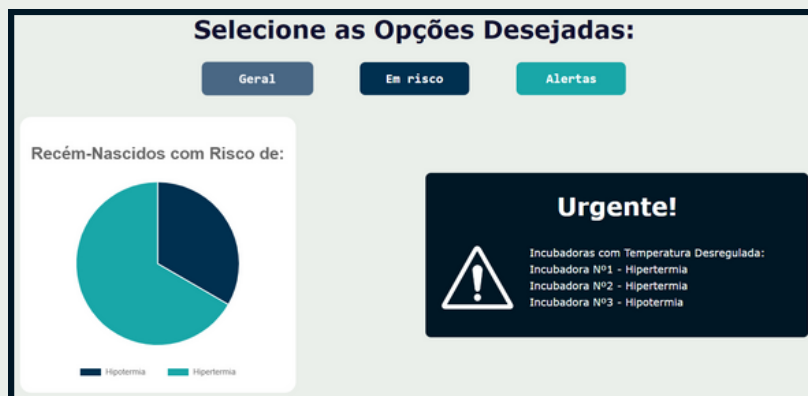 Selecione as Opções Desejadas:
Geral
Em risco
Alertas
Recém-Nascidos com Risco de:
Hipotermia
Hipertermia
Urgente!
Incubadoras com Temperatura Desregulada:
Incubadora Nº1 - Hipertermia
Incubadora Nº2 - Hipertermia
Incubadora Nº3 - Hipotermia